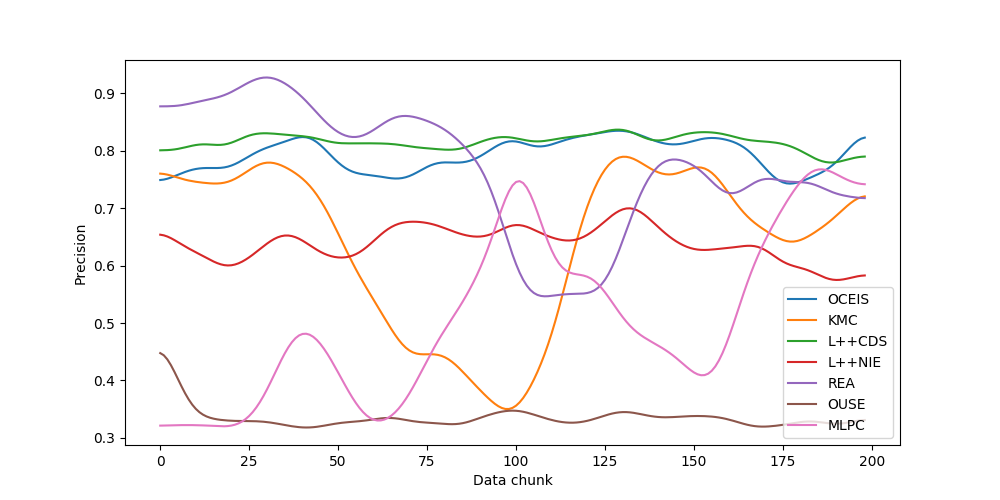 Precision
0.9
0.8
0.7
0.6
0.5
0.4
0.3
0 25 50 75 100 125 150 175 200
Data chunk
OCEIS
KMC
L++CDS
L++NIE
REA
OUSE
MLPC